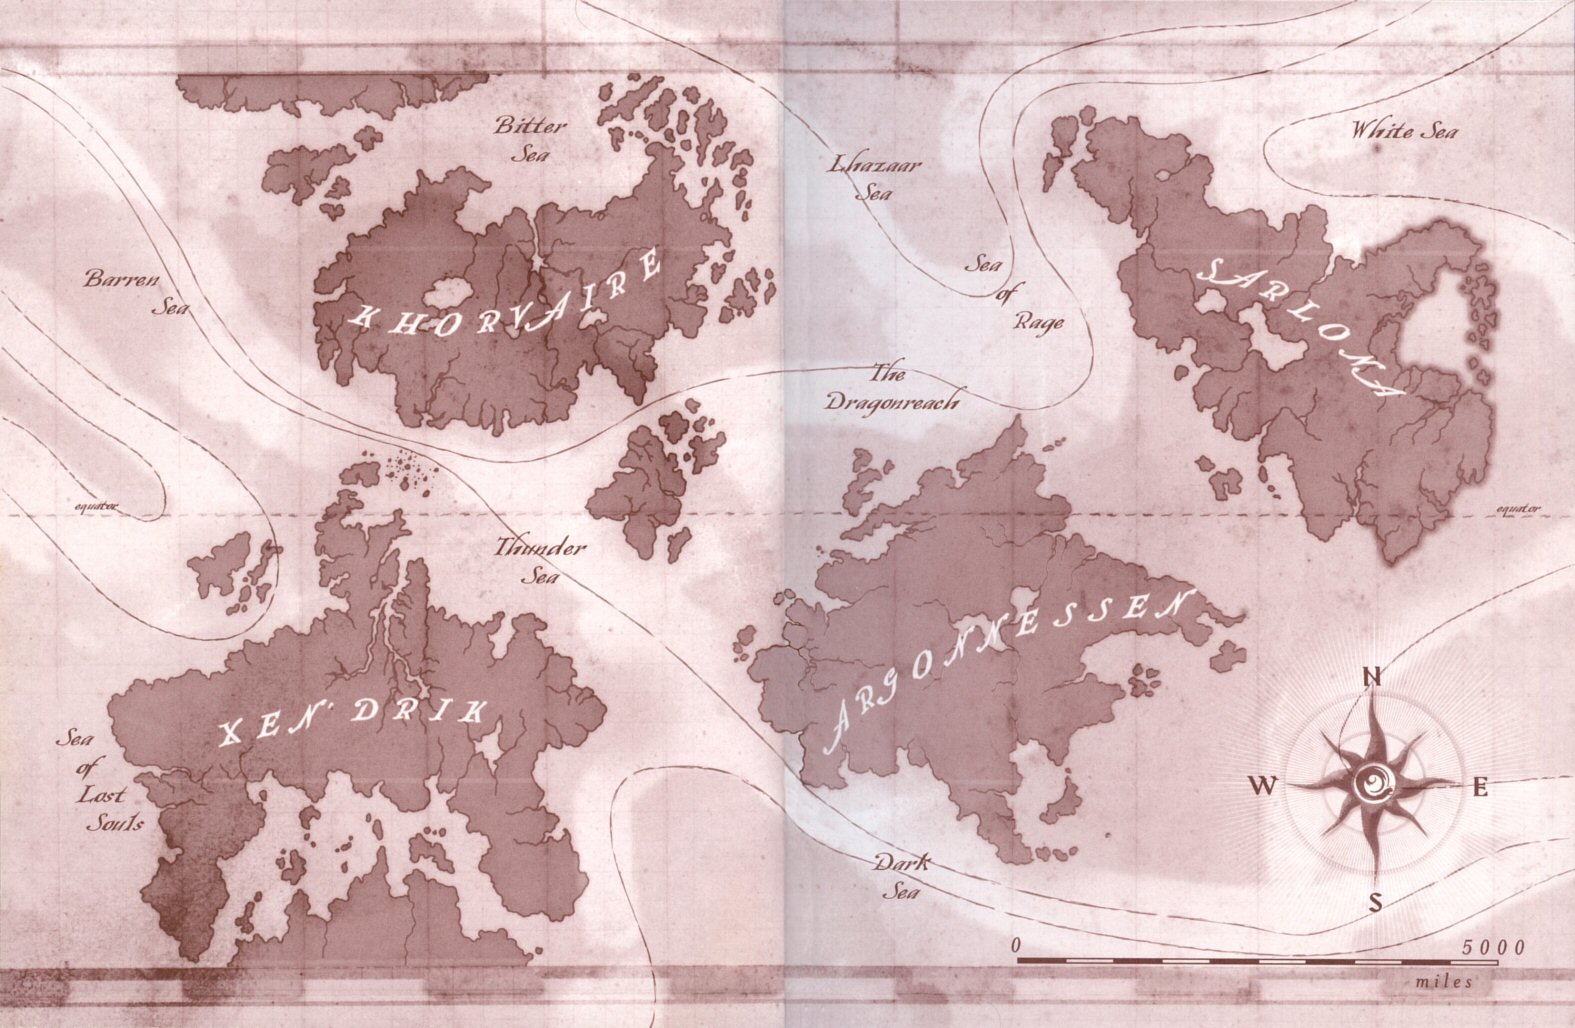 Bitter
Sea
White Sea
Lhazaar
Sea
Barren
Sea
Sea
of
Rage
KHORVAIRE
SARLONA
The
Dragonreach
equator
equator
Thunder
Sea
ARGONNESSEN
XEN'DRIK
Sea
of
Lost
Souls
N
W
E
S
Dark
Sea
0 5000
miles